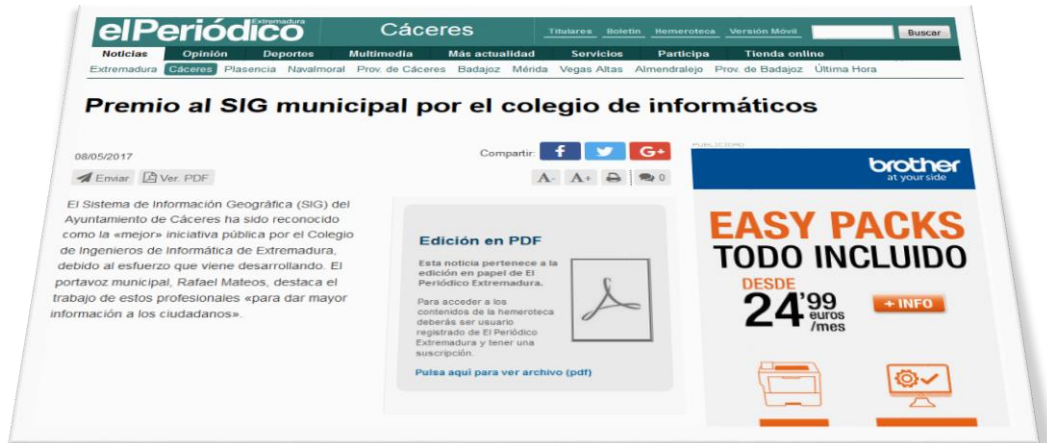 elPeriódico
Extremadura
Cáceres
Titulares Boletín Hemeroteca Versión Móvil Buscar
Noticias Opinión Deportes Multimedia Más actualidad Servicios Participa Tienda online
Extremadura Cáceres Plasencia Navalmoral Prov. de Cáceres Badajoz Mérida Vegas Altas Almendralejo Prov. de Badajoz Última Hora
Premio al SIG municipal por el colegio de informáticos
08/05/2017
Compartir: f G+
Enviar Ver PDF
A- A+ 0
El Sistema de Información Geográfica (SIG) del
Ayuntamiento de Cáceres ha sido reconocido
como la «mejor» iniciativa pública por el Colegio
de Ingenieros de Informática de Extremadura,
debido al esfuerzo que viene desarrollando. El
portavoz municipal, Rafael Mateos, destaca el
trabajo de estos profesionales «para dar mayor
información a los ciudadanos».
Edición en PDF
Esta noticia pertenece a la
edición en papel de El
Periódico Extremadura.
Para acceder a los
contenidos de la hemeroteca
deberás ser usuario
registrado de El Periódico
Extremadura y tener una
suscripción.
Pulsa aquí para ver archivo (pdf)
PUBLICIDAD
brother
at your side
EASY PACKS
TODO INCLUIDO
DESDE
24'99
euros
/mes
+ INFO